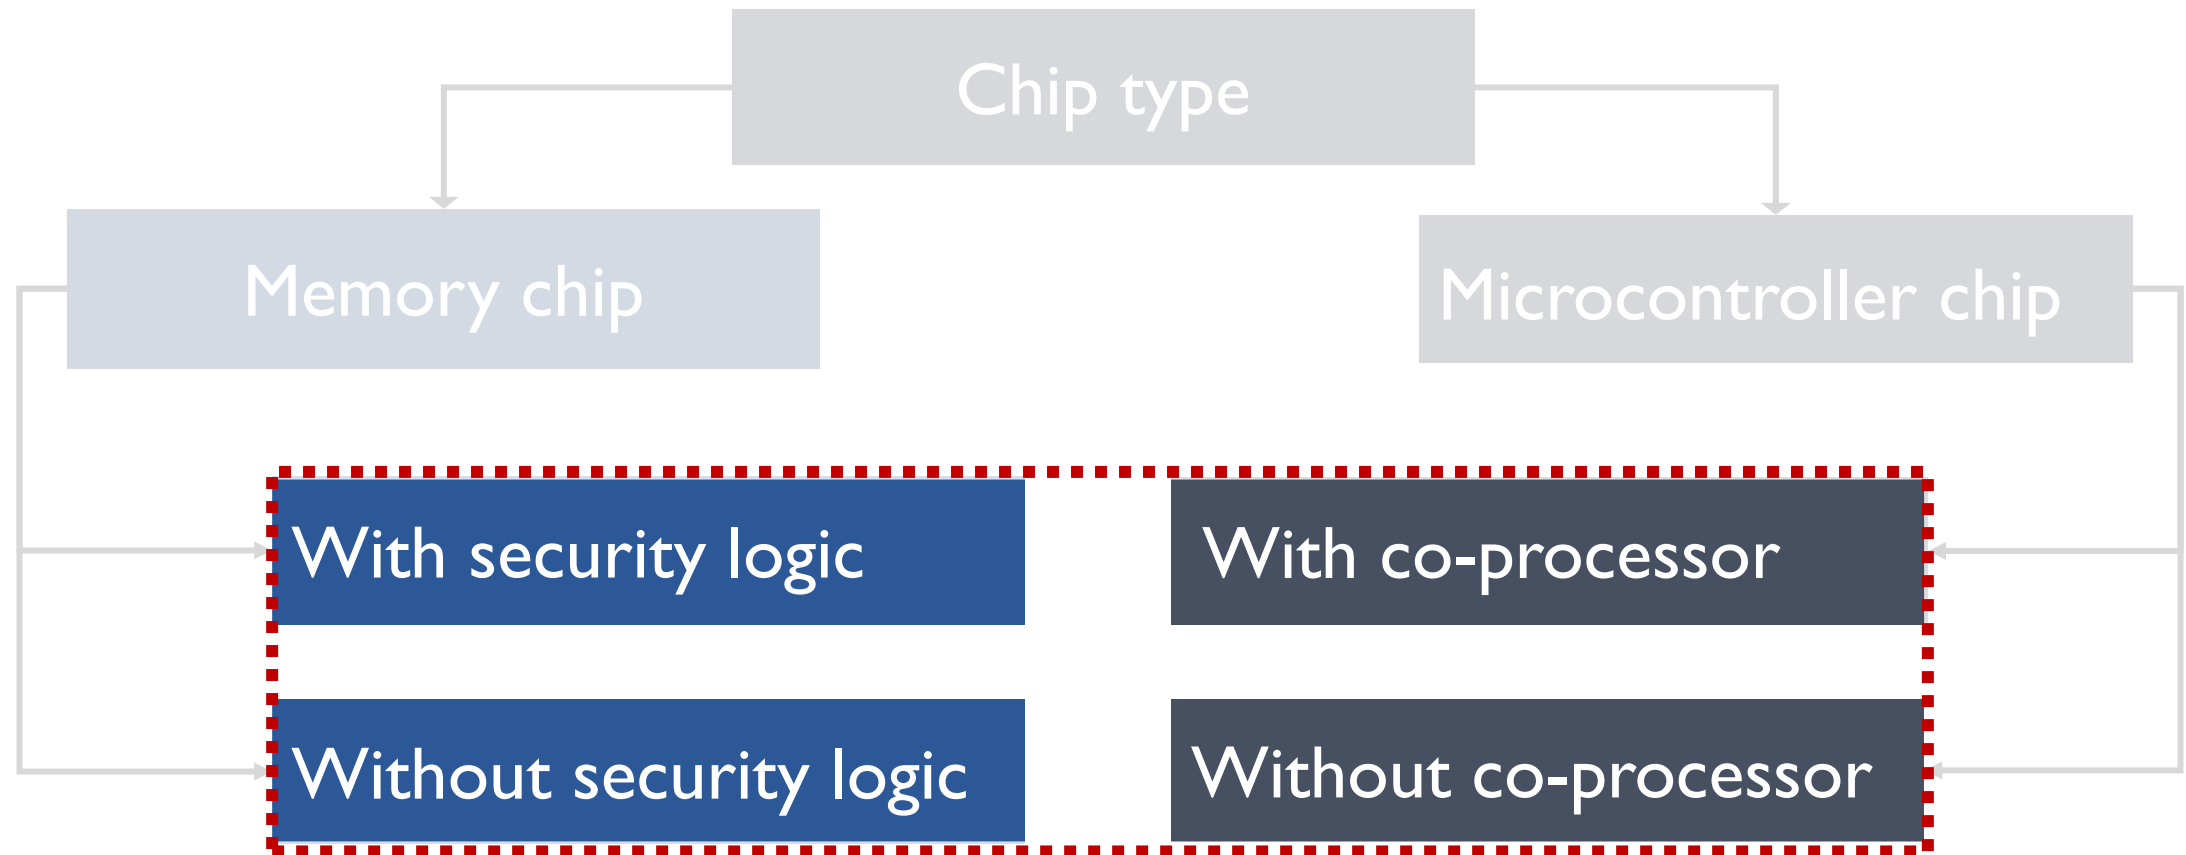 Chip type
Memory chip
Microcontroller chip
With security logic
With co-processor
Without security logic
Without co-processor